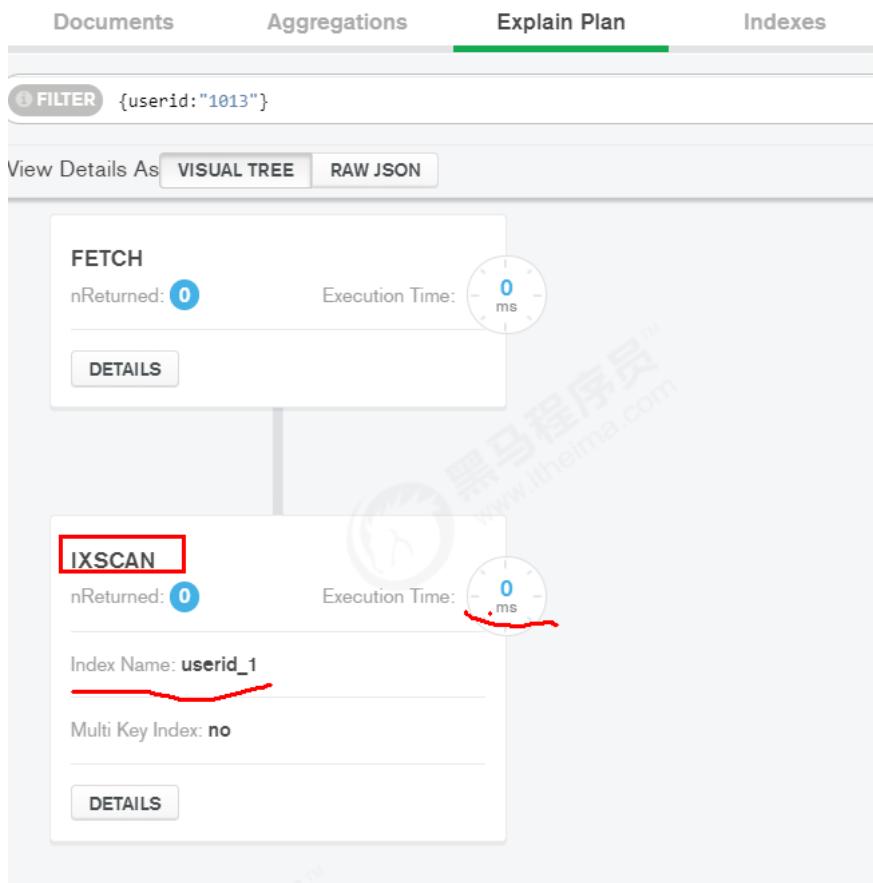 Documents Aggregations Explain Plan Indexes
FILTER {userid:"1013"}
View Details As VISUAL TREE RAW JSON
FETCH
nReturned: 0 Execution Time: 0 ms
DETAILS
黑马程序员™
www.itheima.com
IXSCAN
nReturned: 0 Execution Time: 0 ms
Index Name: userid_1
Multi Key Index: no
DETAILS